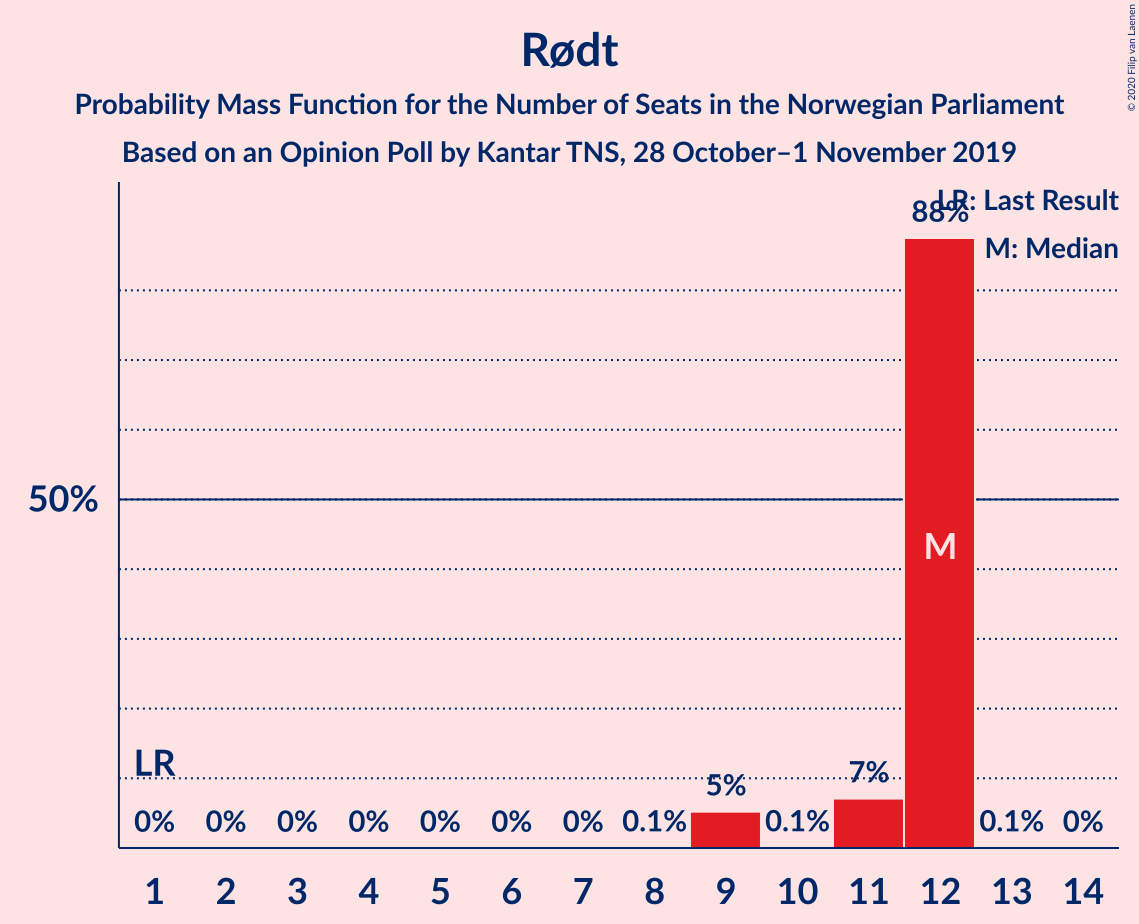 Rødt
Probability Mass Function for the Number of Seats in the Norwegian Parliament
Based on an Opinion Poll by Kantar TNS, 28 October–1 November 2019
© 2020 Filip van Laenen
LR: Last Result
M: Median
88%
50%
M
LR
0% 0% 0% 0% 0% 0% 0% 0.1% 5% 0.1% 7% 0.1% 0%
1 2 3 4 5 6 7 8 9 10 11 12 13 14